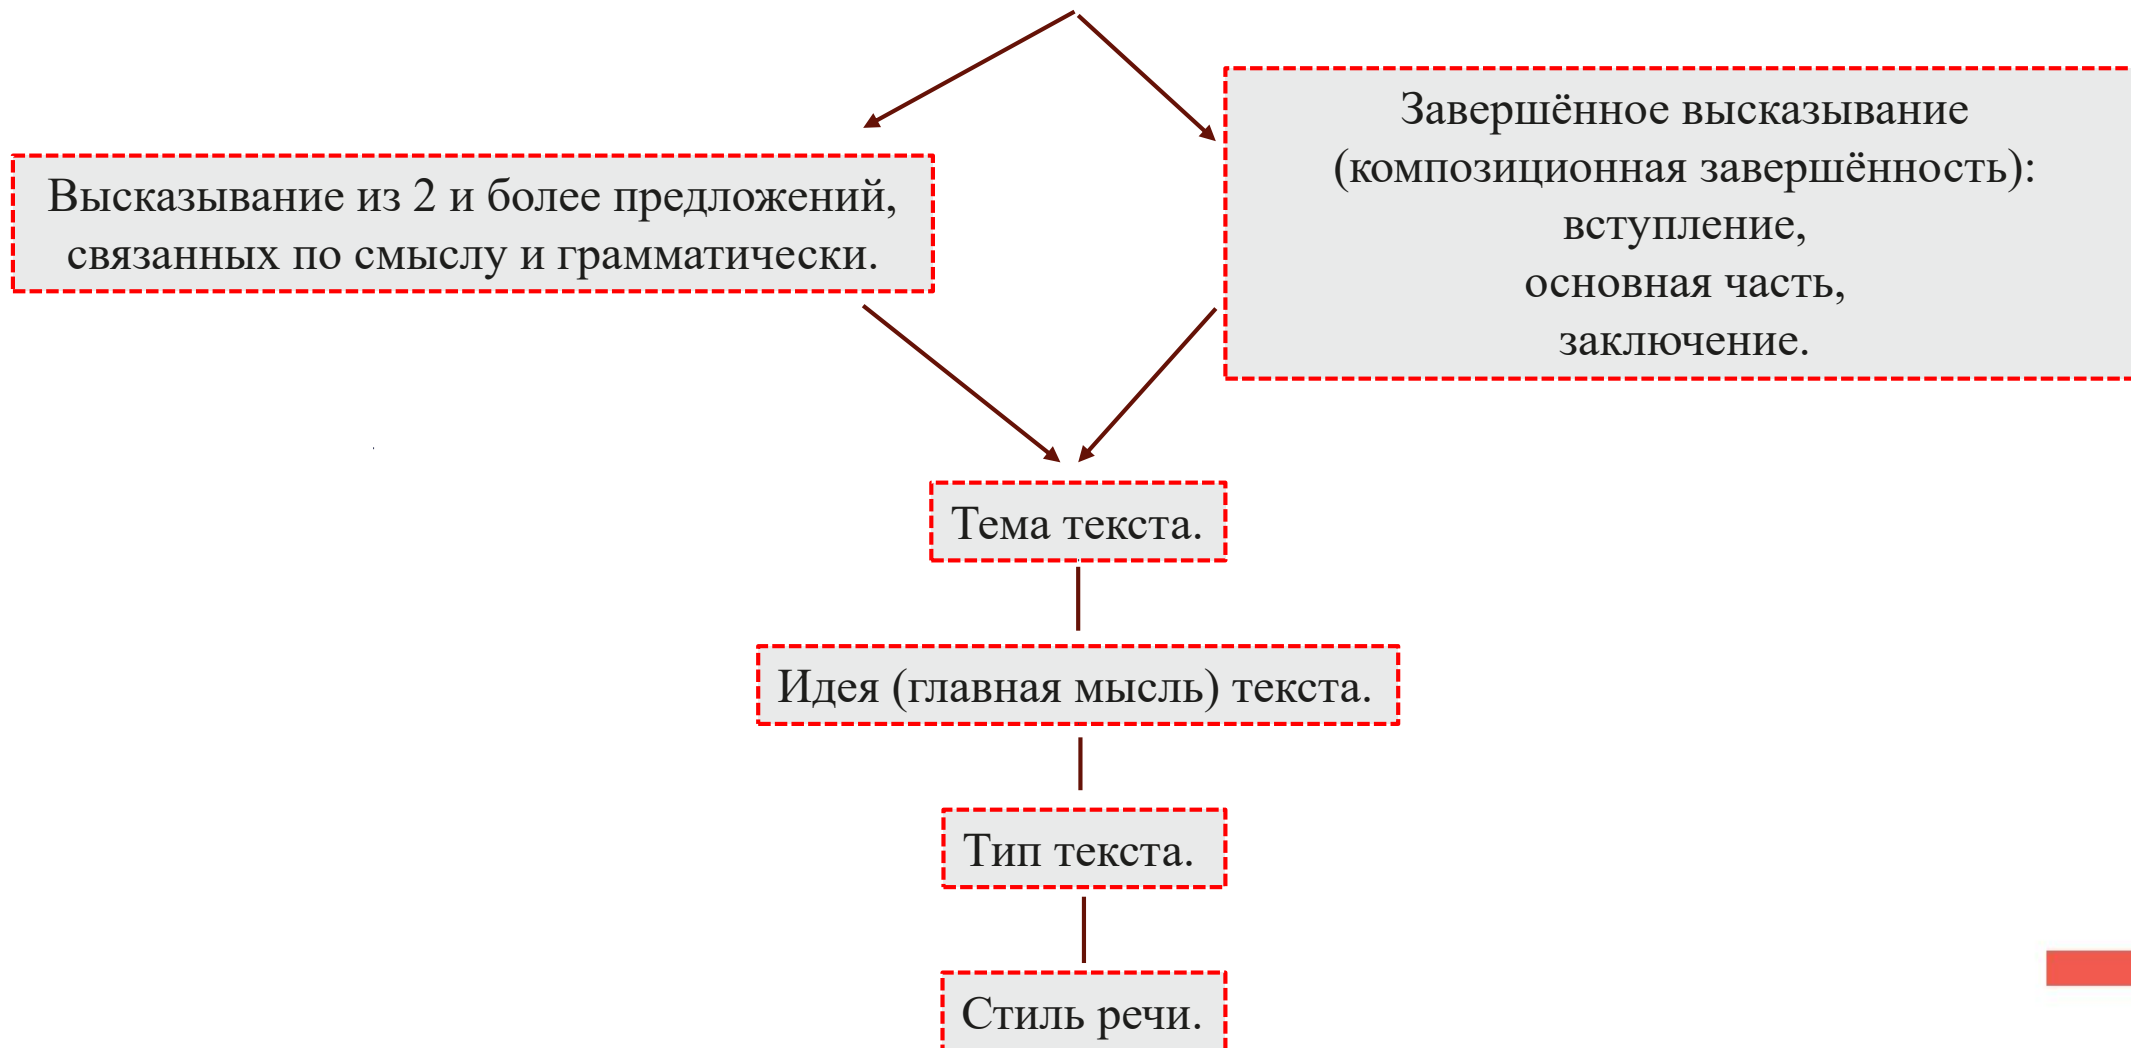 Высказывание из 2 и более предложений,
связанных по смыслу и грамматически.
Завершённое высказывание
(композиционная завершённость):
вступление,
основная часть,
заключение.
Тема текста.
Идея (главная мысль) текста.
Тип текста.
Стиль речи.